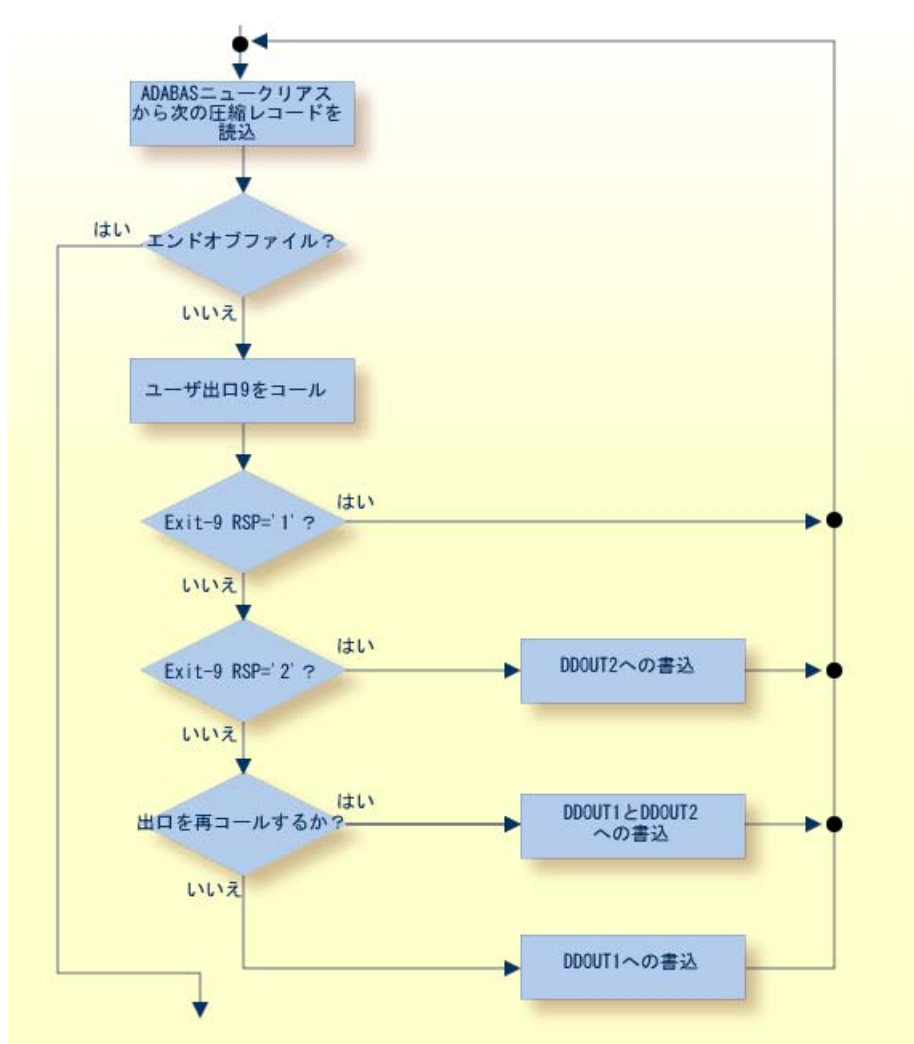 ADABASニュークリアス
から次の圧縮レコードを
読込
はい
エンドオブファイル？
いいえ
ユーザ出口9をコール
はい
Exit-9 RSP='1'？
いいえ
はい
Exit-9 RSP='2'？
DDOUT2への書込
いいえ
はい
出口を再コールするか？
DDOUT1とDDOUT2
への書込
いいえ
DDOUT1への書込